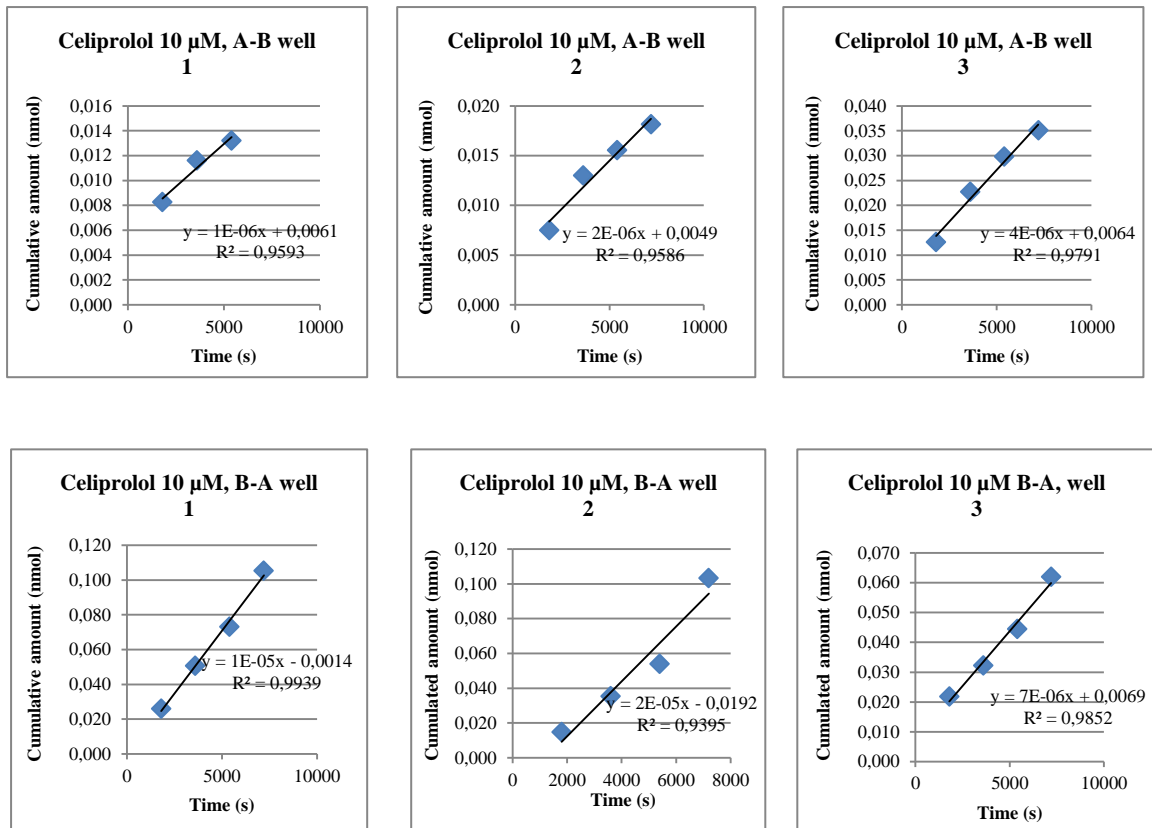 Celiprolol 10 µM, A-B well
1
Cumulative amount (nmol)
0,016
0,014
0,012
0,010
0,008
0,006
0,004
0,002
0,000
y = 1E-06x + 0,0061
R² = 0,9593
0
5000
10000
Time (s)
Celiprolol 10 µM, A-B well
2
Cumulative amount (nmol)
0,020
0,015
0,010
0,005
0,000
y = 2E-06x + 0,0049
R² = 0,9586
0
5000
10000
Time (s)
Celiprolol 10 µM, A-B well
3
Cumulative amount (nmol)
0,040
0,035
0,030
0,025
0,020
0,015
0,010
0,005
0,000
y = 4E-06x + 0,0064
R² = 0,9791
0
5000
10000
Time (s)
Celiprolol 10 µM, B-A well
1
Cumulative amount (nmol)
0,120
0,100
0,080
0,060
0,040
0,020
0,000
y = 1E-05x - 0,0014
R² = 0,9939
0
5000
10000
Time (s)
Celiprolol 10 µM, B-A well
2
Cumulated amount (nmol)
0,120
0,100
0,080
0,060
0,040
0,020
0,000
y = 2E-05x - 0,0192
R² = 0,9395
0
2000
4000
6000
8000
Time (s)
Celiprolol 10 µM B-A, well
3
Cumulated amount (nmol)
0,070
0,060
0,050
0,040
0,030
0,020
0,010
0,000
y = 7E-06x + 0,0069
R² = 0,9852
0
5000
10000
Time (s)